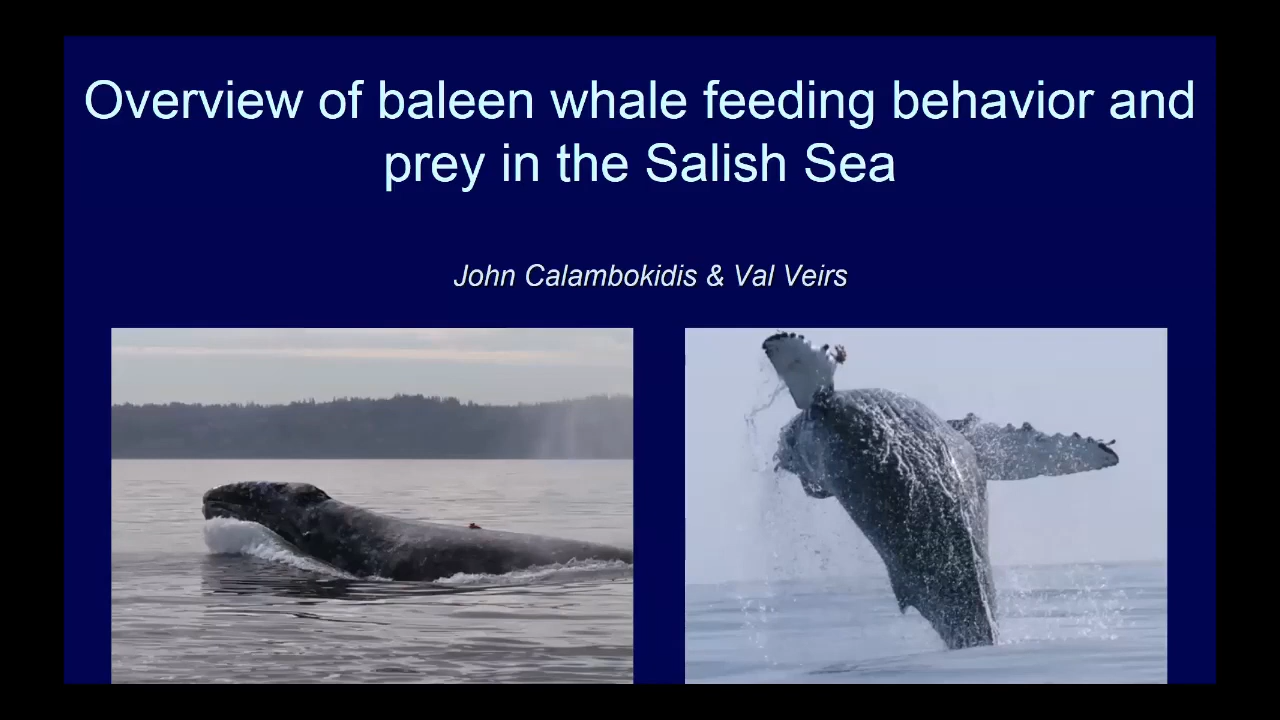 Overview of baleen whale feeding behavior and
prey in the Salish Sea
John Calambokidis & Val Veirs